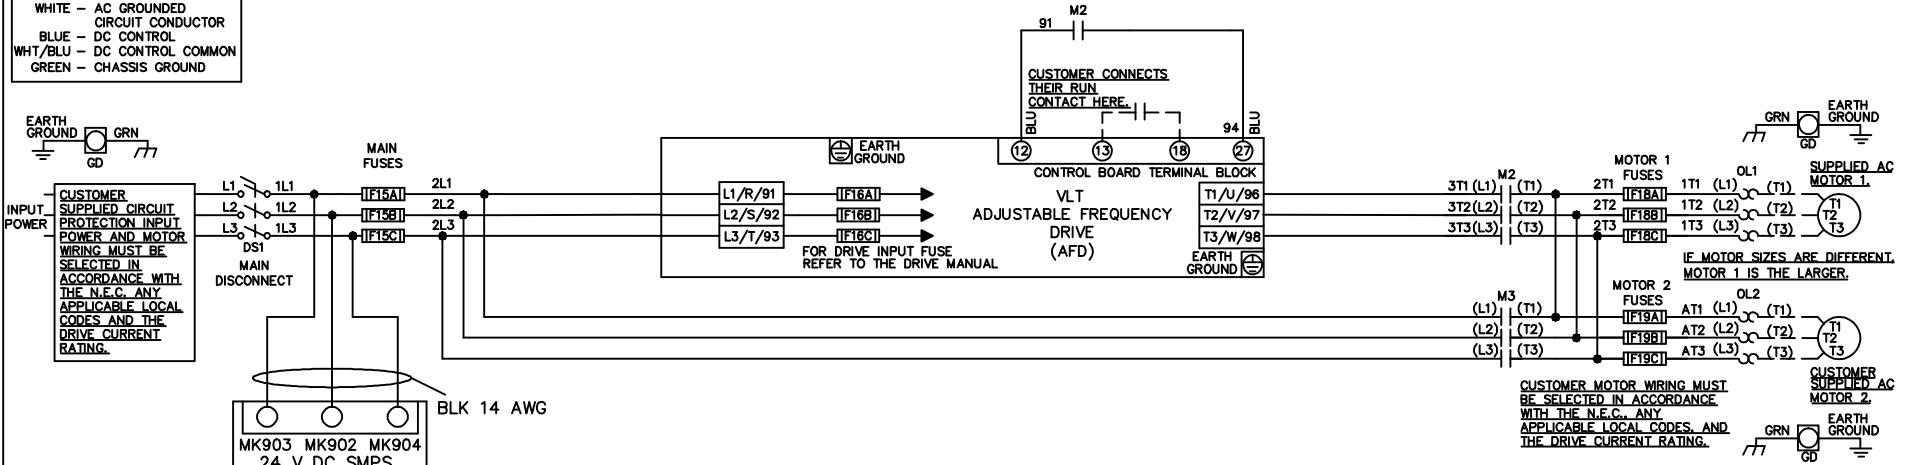 WHITE – AC GROUNDED
CIRCUIT CONDUCTOR
BLUE – DC CONTROL
WHT/BLU – DC CONTROL COMMON
GREEN – CHASSIS GROUND
EARTH
GROUND
GRN
GD
INPUT
POWER
CUSTOMER
SUPPLIED CIRCUIT
PROTECTION INPUT
POWER AND MOTOR
WIRING MUST BE
SELECTED IN
ACCORDANCE WITH
THE N.E.C. ANY
APPLICABLE LOCAL
CODES AND THE
DRIVE CURRENT
RATING.
L1
L2
L3
1L1
1L2
1L3
DS1
MAIN
DISCONNECT
MAIN
FUSES
F15A
F15B
F15C
2L1
2L2
2L3
BLK 14 AWG
MK903 MK902 MK904
24 V DC SMPS
M2
91
CUSTOMER CONNECTS
THEIR RUN
CONTACT HERE.
BLU
94
BLU
12
13
18
27
CONTROL BOARD TERMINAL BLOCK
EARTH
GROUND
L1/R/91
L2/S/92
L3/T/93
F16A
F16B
F16C
FOR DRIVE INPUT FUSE
REFER TO THE DRIVE MANUAL
VLT
ADJUSTABLE FREQUENCY
DRIVE
(AFD)
T1/U/96
T2/V/97
T3/W/98
EARTH
GROUND
M2
3T1 (L1) (T1)
3T2(L2) (T2)
3T3(L3) (T3)
M3
(L1) (T1)
(L2) (T2)
(L3) (T3)
MOTOR 1
FUSES
2T1 F18A 1T1 (L1) (T1)
2T2 F18B 1T2 (L2) (T2)
2T3 F18C 1T3 (L3) (T3)
OL1
GRN
EARTH
GROUND
GD
SUPPLIED AC
MOTOR 1.
T1
T2
T3
IF MOTOR SIZES ARE DIFFERENT,
MOTOR 1 IS THE LARGER.
MOTOR 2
FUSES
OL2
F19A AT1 (L1) (T1)
F19B AT2 (L2) (T2)
F19C AT3 (L3) (T3)
T1
T2
T3
CUSTOMER
SUPPLIED AC
MOTOR 2.
CUSTOMER MOTOR WIRING MUST
BE SELECTED IN ACCORDANCE
WITH THE N.E.C., ANY
APPLICABLE LOCAL CODES, AND
THE DRIVE CURRENT RATING.
GRN
EARTH
GROUND
GD